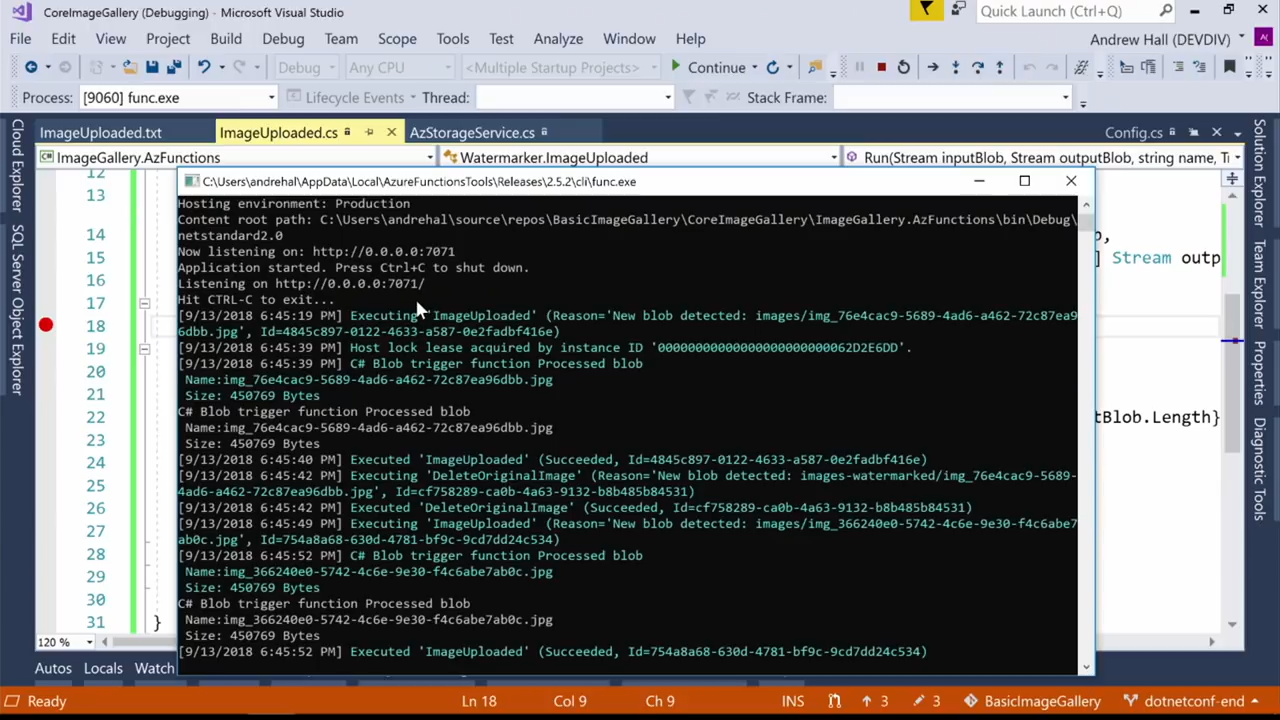 CoreImageGallery (Debugging) - Microsoft Visual Studio
Quick Launch (Ctrl+Q)
File Edit View Project Build Debug Team Scope Tools Test Analyze Window Help
Andrew Hall (DEVDIV)
Debug Any CPU <Multiple Startup Projects> Continue
Process: [9060] func.exe Lifecycle Events Thread: Stack Frame:
ImageUploaded.txt ImageUploaded.cs AzStorageService.cs Config.cs
ImageGallery.AzFunctions Watermarker.ImageUploaded Run(Stream inputBlob, Stream outputBlob, string name, Tr
Cloud Explorer
SQL Server Object Explorer
Solution Explorer
Team Explorer
Properties
Diagnostic Tools
12
13
14
15
16
17
18
19
20
21
22
23
24
25
26
27
28
29
30
31 }
] Stream outp
tBlob.Length}
C:\Users\andrehal\AppData\Local\AzureFunctionsTools\Releases\2.5.2\cli\func.exe
Hosting environment: Production
Content root path: C:\Users\andrehal\source\repos\BasicImageGallery\CoreImageGallery\ImageGallery.AzFunctions\bin\Debug\
netstandard2.0
Now listening on: http://0.0.0.0:7071
Application started. Press Ctrl+C to shut down.
Listening on http://0.0.0.0:7071/
Hit CTRL-C to exit...
[9/13/2018 6:45:19 PM] Executing 'ImageUploaded' (Reason='New blob detected: images/img_76e4cac9-5689-4ad6-a462-72c87ea9
6dbb.jpg', Id=4845c897-0122-4633-a587-0e2fadbf416e)
[9/13/2018 6:45:39 PM] Host lock lease acquired by instance ID '000000000000000000000000062D2E6DD'.
[9/13/2018 6:45:39 PM] C# Blob trigger function Processed blob
Name:img_76e4cac9-5689-4ad6-a462-72c87ea96dbb.jpg
Size: 450769 Bytes
C# Blob trigger function Processed blob
Name:img_76e4cac9-5689-4ad6-a462-72c87ea96dbb.jpg
Size: 450769 Bytes
[9/13/2018 6:45:40 PM] Executed 'ImageUploaded' (Succeeded, Id=4845c897-0122-4633-a587-0e2fadbf416e)
[9/13/2018 6:45:42 PM] Executing 'DeleteOriginalImage' (Reason='New blob detected: images-watermarked/img_76e4cac9-5689-
4ad6-a462-72c87ea96dbb.jpg', Id=cf758289-ca0b-4a63-9132-b8b485b84531)
[9/13/2018 6:45:42 PM] Executed 'DeleteOriginalImage' (Succeeded, Id=cf758289-ca0b-4a63-9132-b8b485b84531)
[9/13/2018 6:45:49 PM] Executing 'ImageUploaded' (Reason='New blob detected: images/img_366240e0-5742-4c6e-9e30-f4c6abe7
ab0c.jpg', Id=754a8a68-630d-4781-bf9c-9cd7dd24c534)
[9/13/2018 6:45:52 PM] C# Blob trigger function Processed blob
Name:img_366240e0-5742-4c6e-9e30-f4c6abe7ab0c.jpg
Size: 450769 Bytes
C# Blob trigger function Processed blob
Name:img_366240e0-5742-4c6e-9e30-f4c6abe7ab0c.jpg
Size: 450769 Bytes
[9/13/2018 6:45:52 PM] Executed 'ImageUploaded' (Succeeded, Id=754a8a68-630d-4781-bf9c-9cd7dd24c534)
120 %
Autos Locals Watch
Ready Ln 18 Col 9 Ch 9 INS 3 3 BasicImageGallery dotnetconf-end